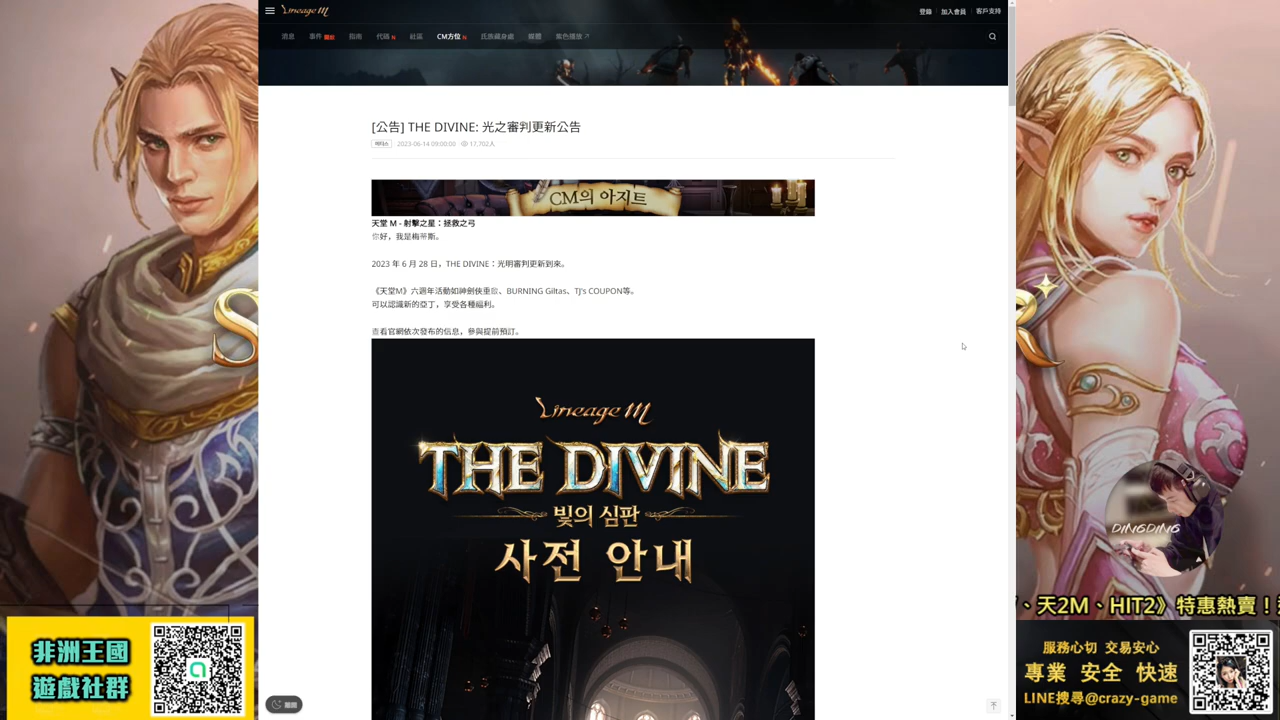 Lineage M
登錄
加入會員
客戶支持
消息
事件
指南
代碼 N
社區
CM方位 N
氏族藏身處
媒體
紫色播放
[公告] THE DIVINE: 光之審判更新公告
2023-06-14 09:00:00
17,702人
CM의 아지트
天堂 M - 射擊之星：拯救之弓
你好，我是梅蒂斯。
2023 年 6 月 28 日，THE DIVINE：光明審判更新到來。
《天堂M》六週年活動如神劍俠重啟、BURNING Giltas、TJ's COUPON等。
可以認識新的亞丁，享受各種福利。
查看官網依次發布的信息，參與提前預訂。
Lineage M
THE DIVINE
빛의 심판
사전 안내
DINGDING
、天2M、HIT2》特惠熱賣！
非洲王國
遊戲社群
服務心切 交易安心
專業 安全 快速
LINE搜尋@crazy-game